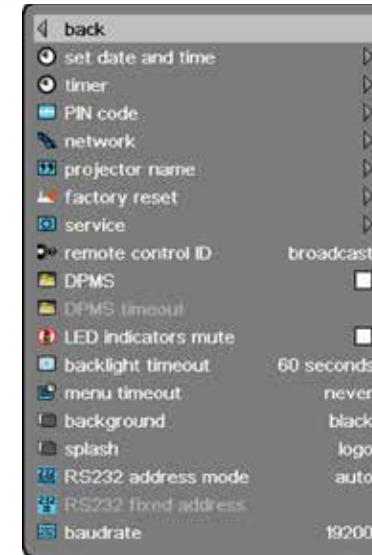 back
set date and time
timer
PIN code
network
projector name
factory reset
service
remote control ID broadcast
DPMS
DPMS timeout
LED indicators mute
backlight timeout 60 seconds
menu timeout never
background black
splash logo
RS232 address mode auto
RS232 fixed address
baudrate 19200